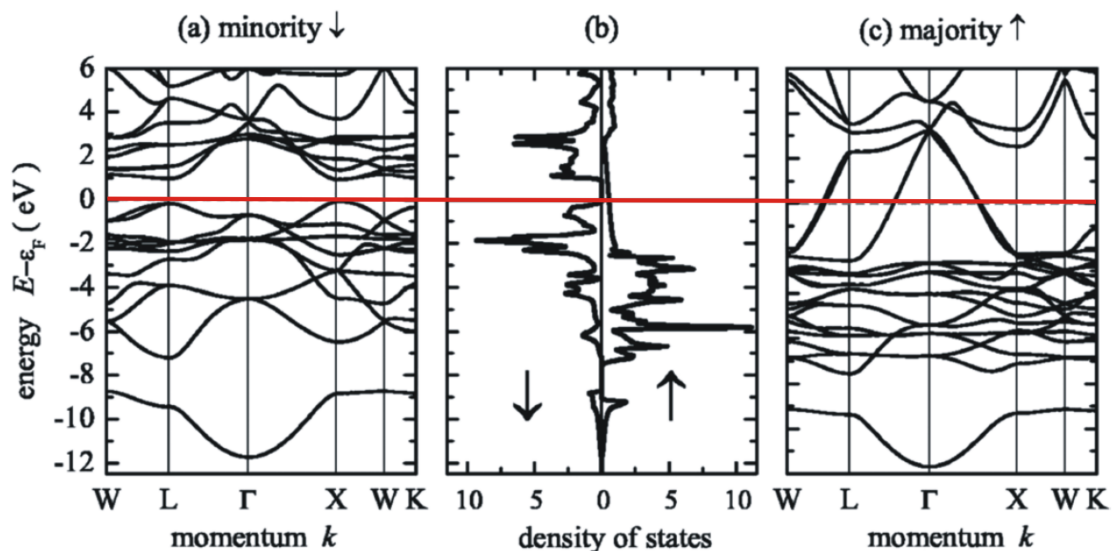 (a) minority ↓
(b)
(c) majority ↑
energy E−ε_F ( eV )
6
4
2
0
-2
-4
-6
-8
-10
-12
W L Γ X W K
10 5 0 5 10
W L Γ X W K
momentum k
density of states
momentum k